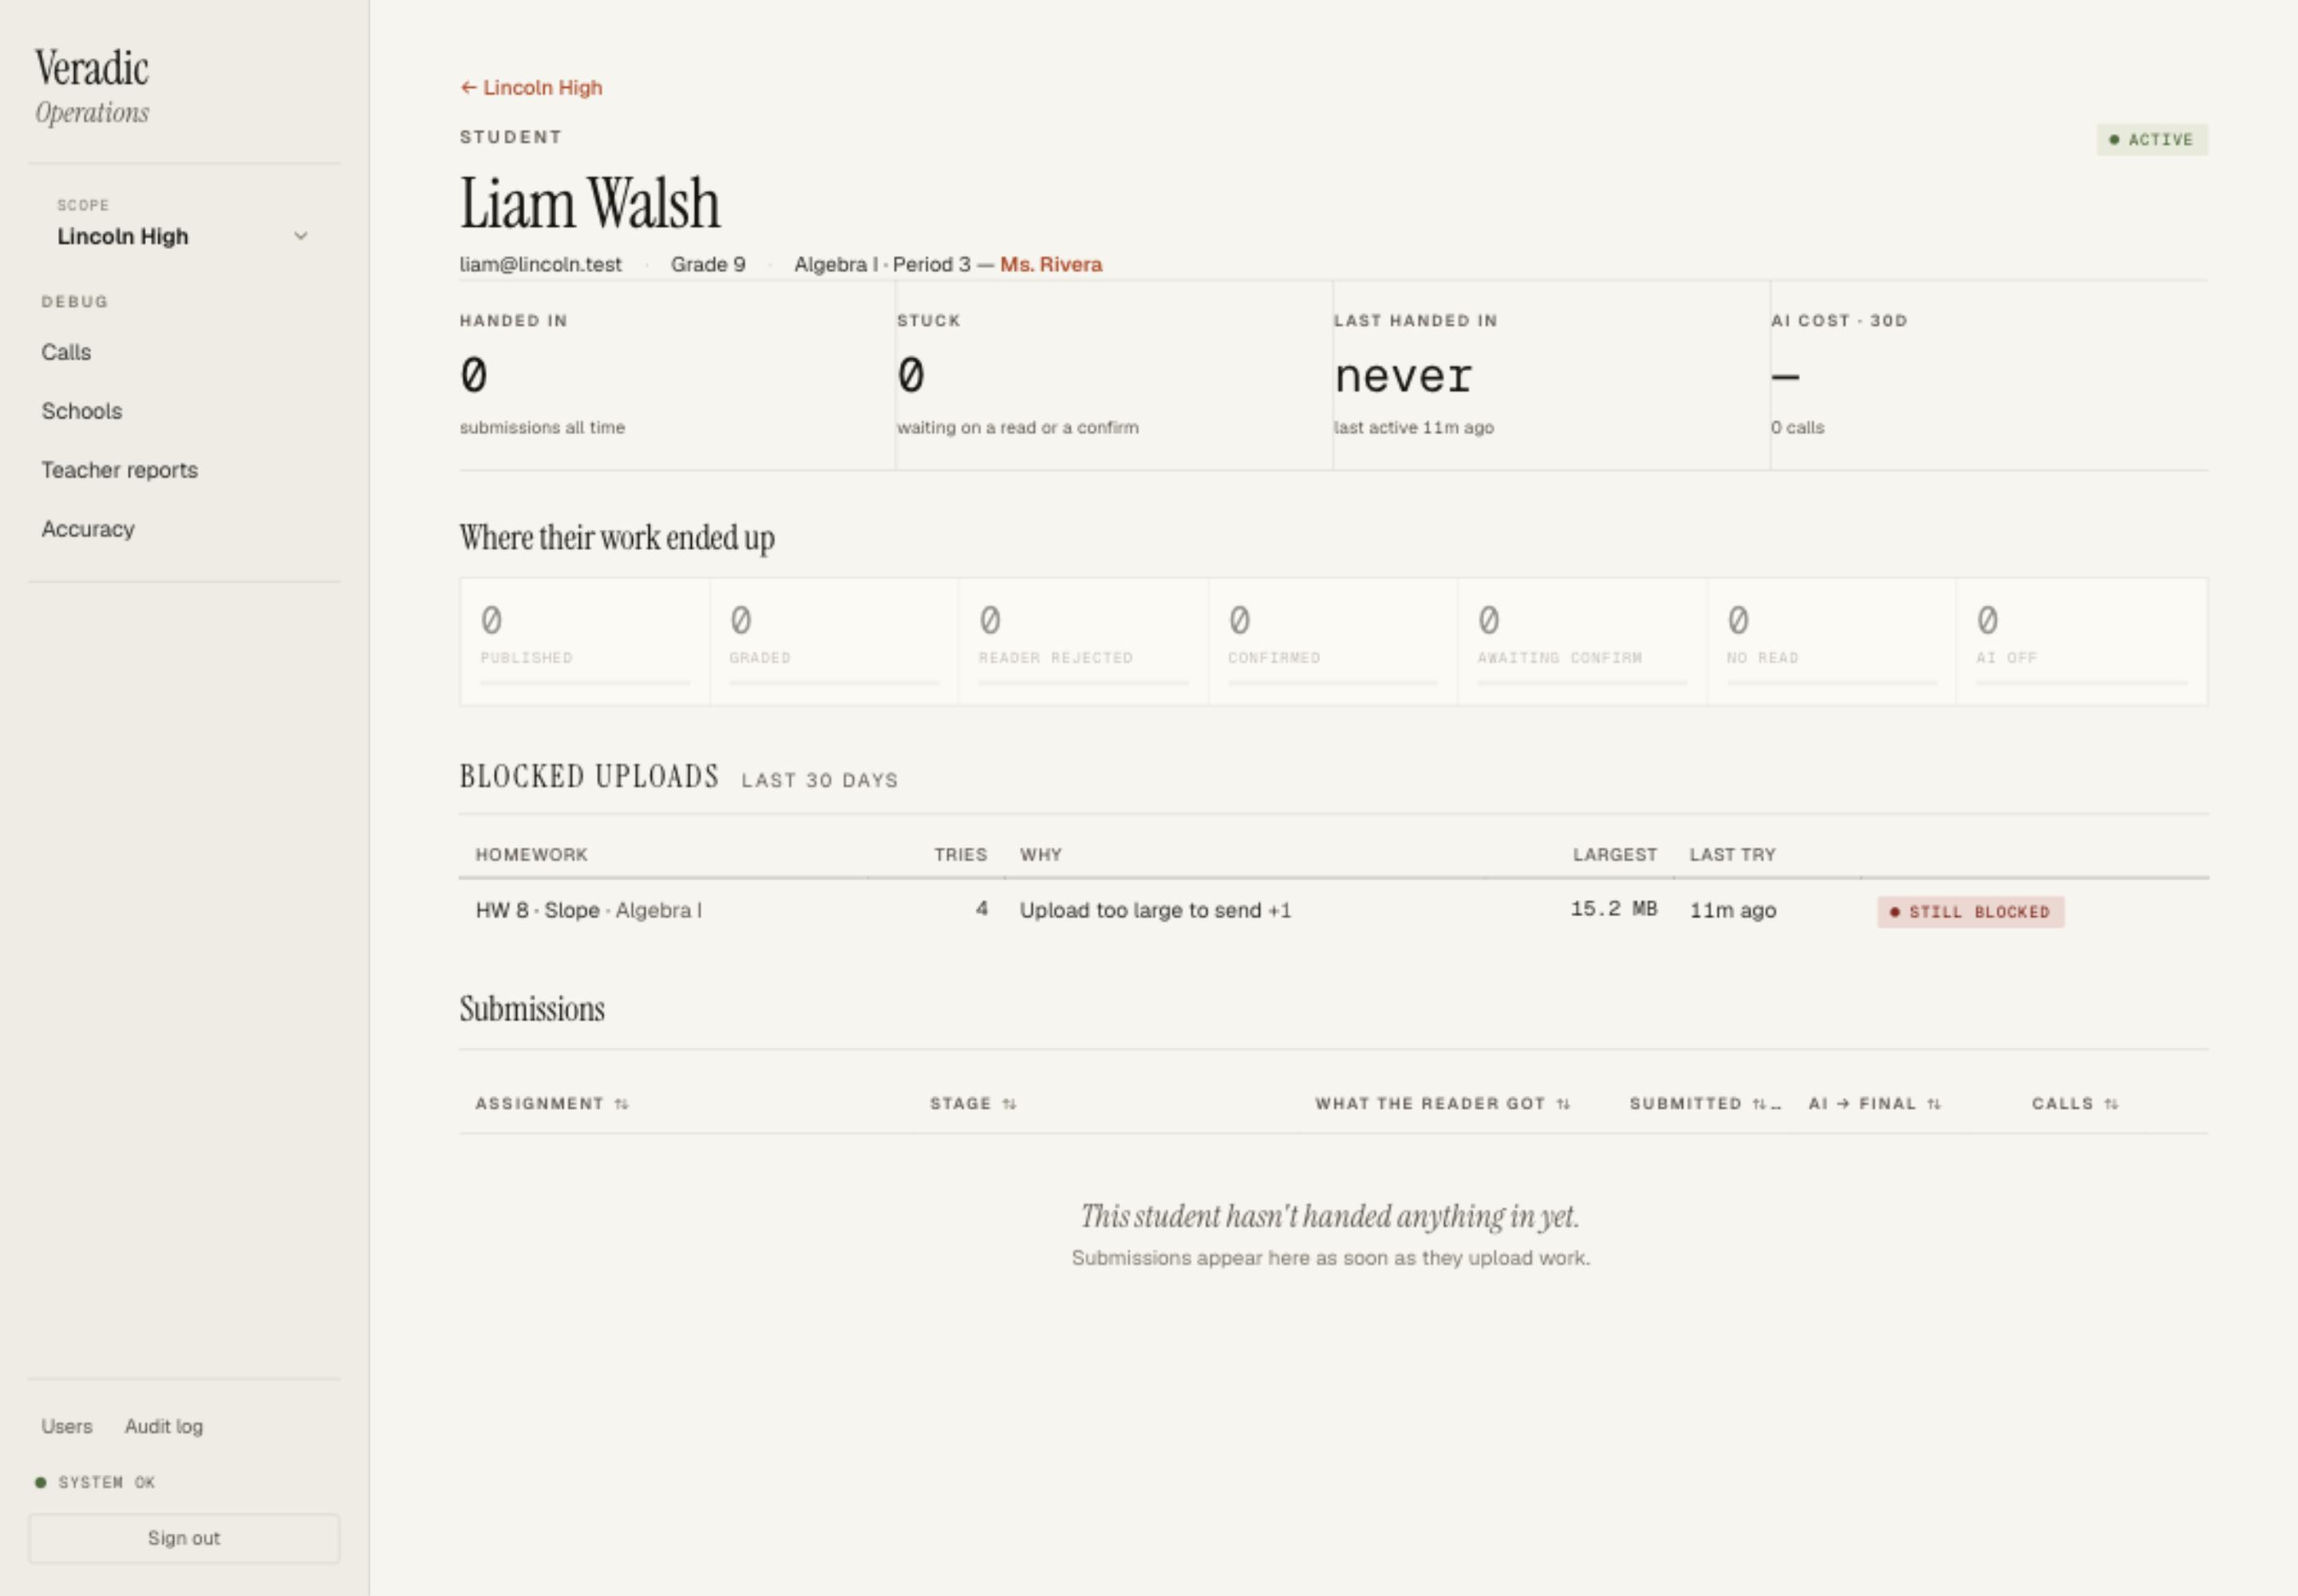 Veradic
Operations
SCOPE
Lincoln High
DEBUG
Calls
Schools
Teacher reports
Accuracy
Users Audit log
SYSTEM OK
Sign out
← Lincoln High
STUDENT
ACTIVE
Liam Walsh
liam@lincoln.test · Grade 9 · Algebra I · Period 3 — Ms. Rivera
HANDED IN STUCK LAST HANDED IN AI COST · 30D
0 0 never —
submissions all time waiting on a read or a confirm last active 11m ago 0 calls
Where their work ended up
0 0 0 0 0 0 0
PUBLISHED GRADED READER REJECTED CONFIRMED AWAITING CONFIRM NO READ AI OFF
BLOCKED UPLOADS LAST 30 DAYS
HOMEWORK TRIES WHY LARGEST LAST TRY
HW 8 · Slope · Algebra I 4 Upload too large to send +1 15.2 MB 11m ago STILL BLOCKED
Submissions
ASSIGNMENT ⇅ STAGE ⇅ WHAT THE READER GOT ⇅ SUBMITTED ⇅… AI → FINAL ⇅ CALLS ⇅
This student hasn't handed anything in yet.
Submissions appear here as soon as they upload work.